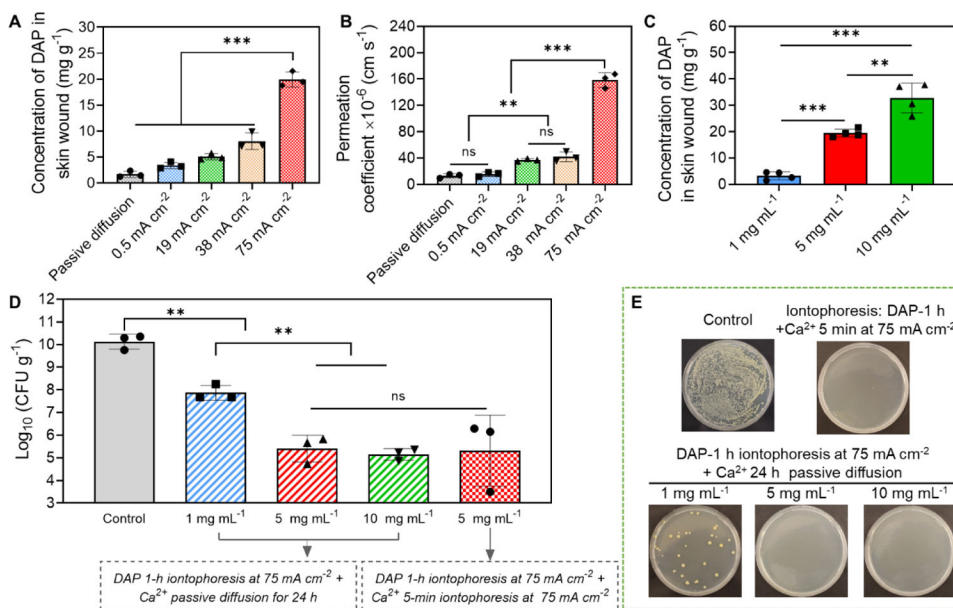 A
Concentration of DAP in
skin wound (mg g⁻¹)
30
25
20
15
10
5
0
***
Passive diffusion
0.5 mA cm⁻²
19 mA cm⁻²
38 mA cm⁻²
75 mA cm⁻²
B
Permeation
coefficient ×10⁻⁶ (cm s⁻¹)
160
120
80
40
0
***
**
ns
ns
Passive diffusion
0.5 mA cm⁻²
19 mA cm⁻²
38 mA cm⁻²
75 mA cm⁻²
C
Concentration of DAP
in skin wound (mg g⁻¹)
50
40
30
20
10
0
***
**
***
1 mg mL⁻¹
5 mg mL⁻¹
10 mg mL⁻¹
D
Log₁₀ (CFU g⁻¹)
12
11
10
9
8
7
6
5
4
3
**
**
ns
Control
1 mg mL⁻¹
5 mg mL⁻¹
10 mg mL⁻¹
5 mg mL⁻¹
DAP 1-h iontophoresis at 75 mA cm⁻² +
Ca²⁺ passive diffusion for 24 h
DAP 1-h iontophoresis at 75 mA cm⁻² +
Ca²⁺ 5-min iontophoresis at 75 mA cm⁻²
E
Control
Iontophoresis: DAP-1 h
+Ca²⁺ 5 min at 75 mA cm⁻²
DAP-1 h iontophoresis at 75 mA cm⁻²
+ Ca²⁺ 24 h passive diffusion
1 mg mL⁻¹
5 mg mL⁻¹
10 mg mL⁻¹